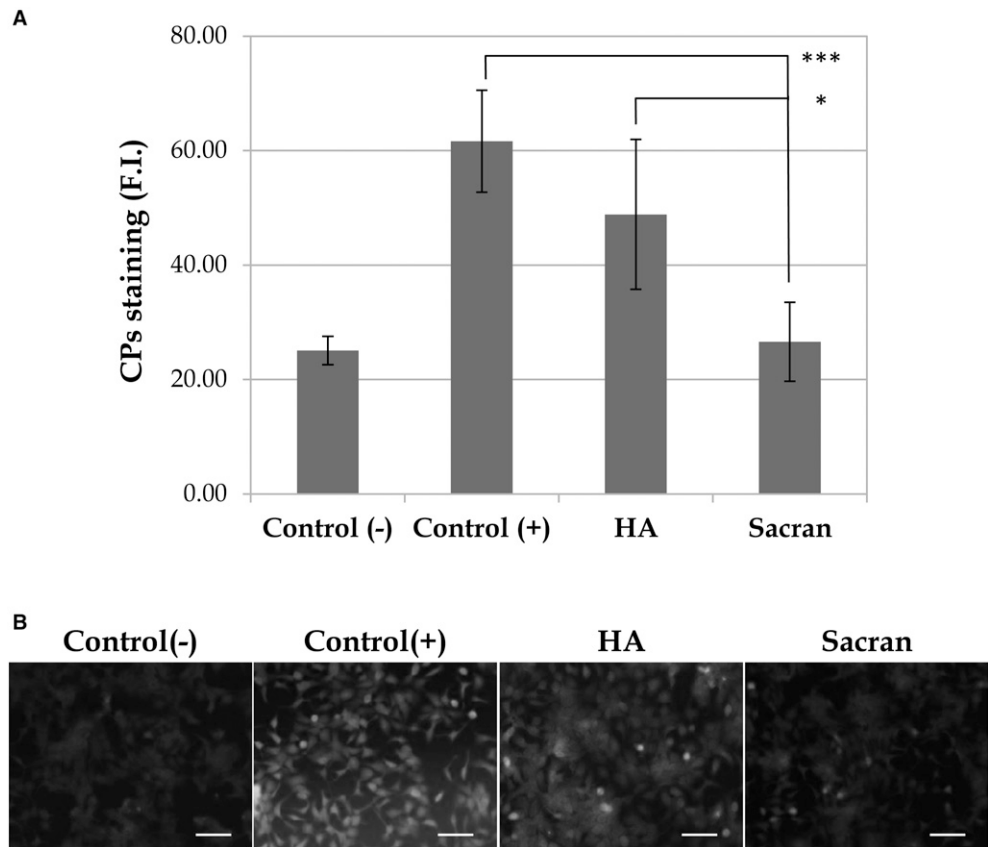 A
80.00
60.00
40.00
20.00
0.00
CPs staining (F.I.)
***
*
Control (-) Control (+) HA Sacran
B
Control(-) Control(+) HA Sacran